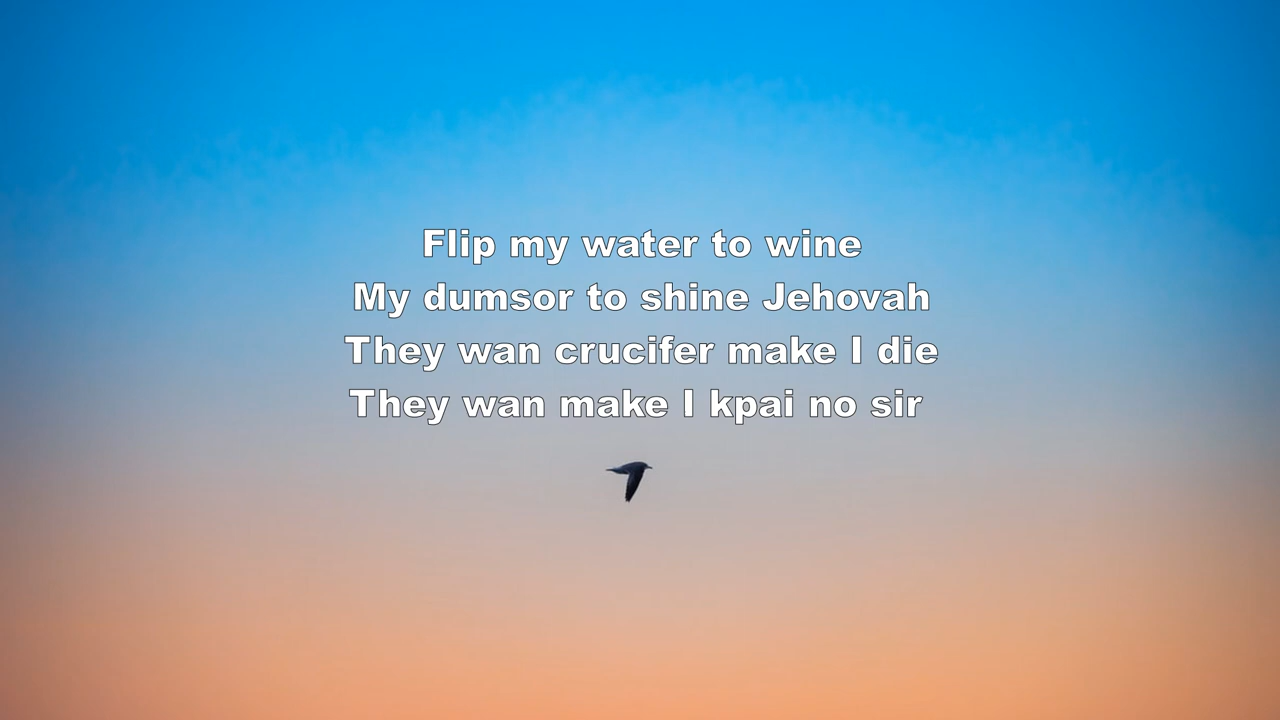 Flip my water to wine
My dumsor to shine Jehovah
They wan crucifer make I die
They wan make I kpai no sir